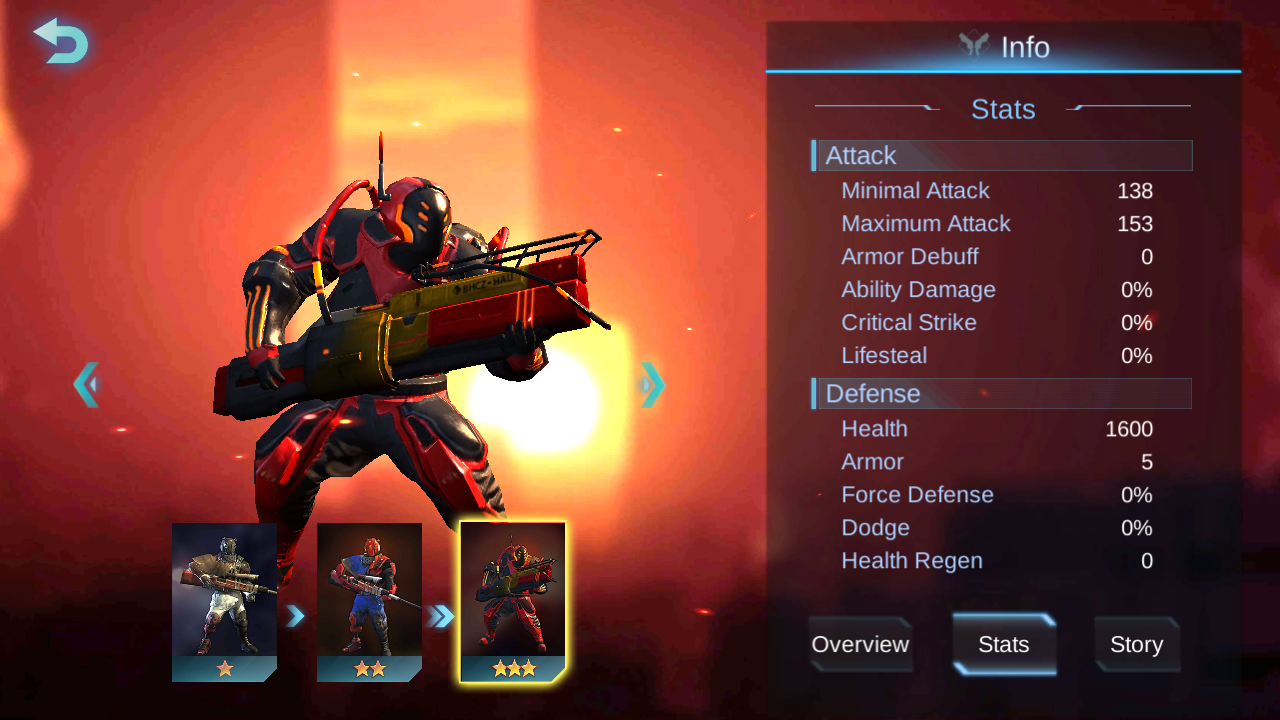 Info
Stats
Attack
Minimal Attack 138
Maximum Attack 153
Armor Debuff 0
Ability Damage 0%
Critical Strike 0%
Lifesteal 0%
Defense
Health 1600
Armor 5
Force Defense 0%
Dodge 0%
Health Regen 0
Overview Stats Story